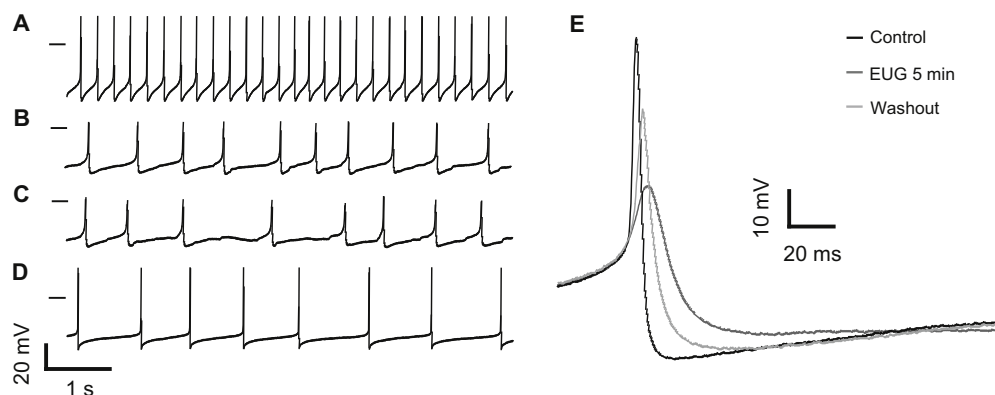 A
B
C
D
20 mV
1 s
E
Control
EUG 5 min
Washout
10 mV
20 ms